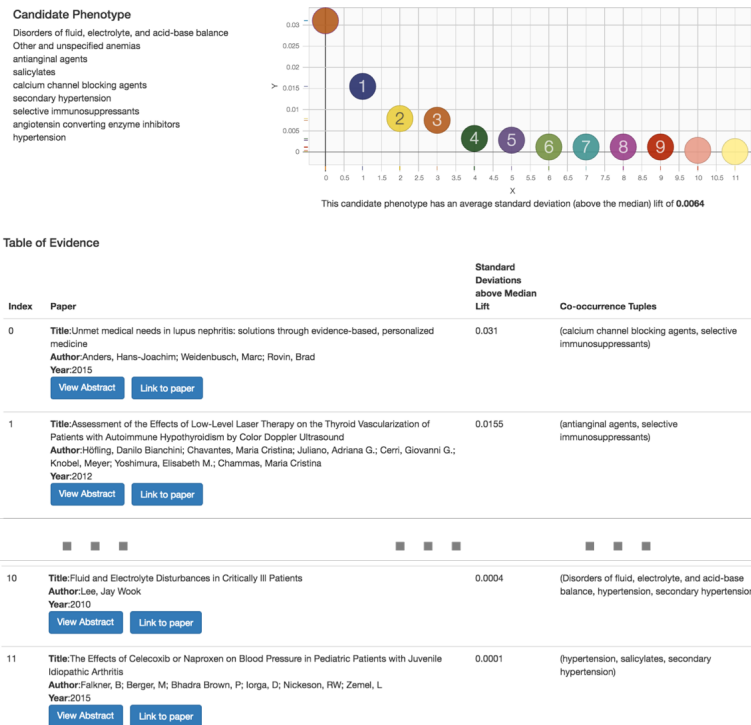 Candidate Phenotype
Disorders of fluid, electrolyte, and acid-base balance
Other and unspecified anemias
antianginal agents
salicylates
calcium channel blocking agents
secondary hypertension
selective immunosuppressants
angiotensin converting enzyme inhibitors
hypertension
0.03
0.025
0.02
0.015
0.01
0.005
0
Y
1
2
3
4
5
6
7
8
9
0 0.5 1 1.5 2 2.5 3 3.5 4 4.5 5 5.5 6 6.5 7 7.5 8 8.5 9 9.5 10 10.5 11
X
This candidate phenotype has an average standard deviation (above the median) lift of 0.0064
Table of Evidence
Standard
Deviations
above Median
Index Paper Lift Co-occurrence Tuples
0 Title:Unmet medical needs in lupus nephritis: solutions through evidence-based, personalized 0.031 (calcium channel blocking agents, selective
medicine immunosuppressants)
Author:Anders, Hans-Joachim; Weidenbusch, Marc; Rovin, Brad
Year:2015
View Abstract Link to paper
1 Title:Assessment of the Effects of Low-Level Laser Therapy on the Thyroid Vascularization of 0.0155 (antianginal agents, selective
Patients with Autoimmune Hypothyroidism by Color Doppler Ultrasound immunosuppressants)
Author:Höfling, Danilo Bianchini; Chavantes, Maria Cristina; Juliano, Adriana G.; Cerri, Giovanni G.;
Knobel, Meyer; Yoshimura, Elisabeth M.; Chammas, Maria Cristina
Year:2012
View Abstract Link to paper
10 Title:Fluid and Electrolyte Disturbances in Critically Ill Patients 0.0004 (Disorders of fluid, electrolyte, and acid-base
Author:Lee, Jay Wook balance, hypertension, secondary hypertension
Year:2010
View Abstract Link to paper
11 Title:The Effects of Celecoxib or Naproxen on Blood Pressure in Pediatric Patients with Juvenile 0.0001 (hypertension, salicylates, secondary
Idiopathic Arthritis hypertension)
Author:Falkner, B; Berger, M; Bhadra Brown, P; Iorga, D; Nickeson, RW; Zemel, L
Year:2015
View Abstract Link to paper